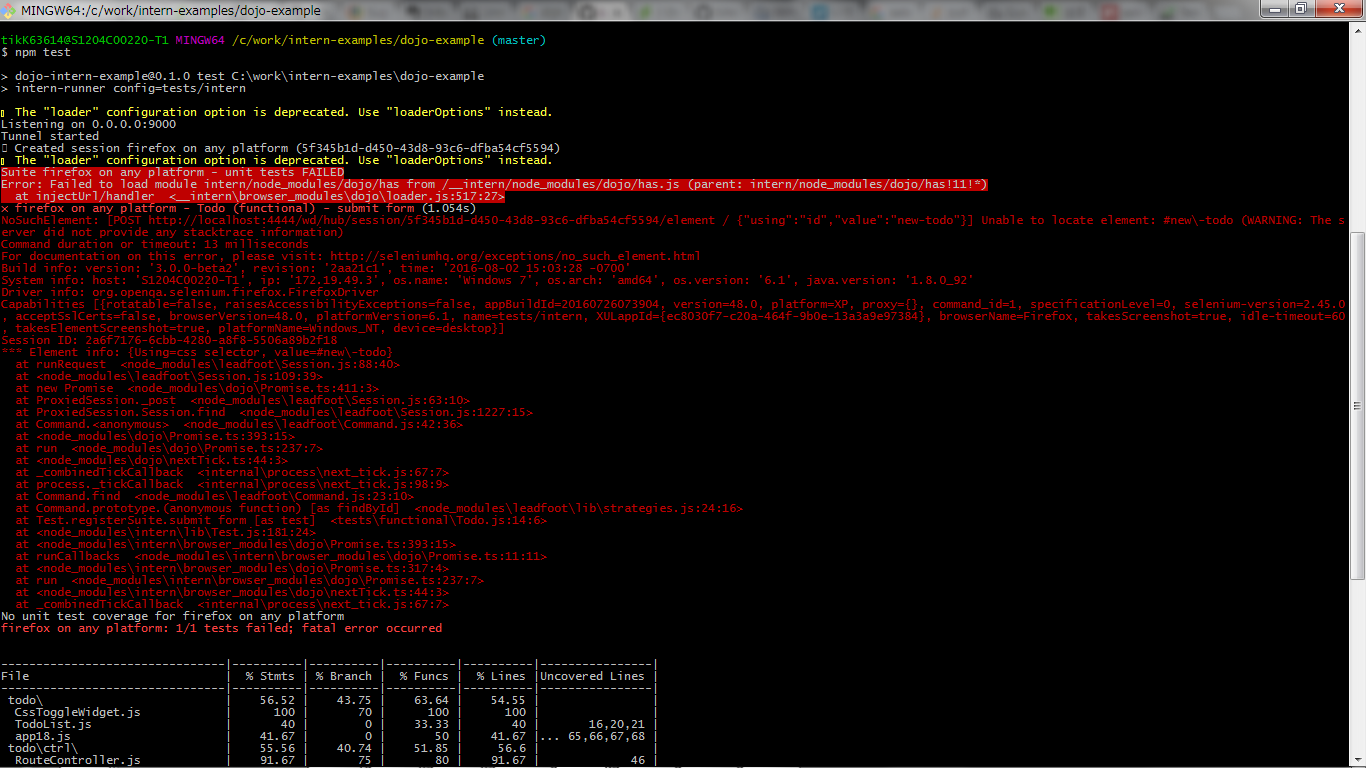 MINGW64:/c/work/intern-examples/dojo-example
tikK63614@S1204C00220-T1 MINGW64 /c/work/intern-examples/dojo-example (master)
$ npm test
> dojo-intern-example@0.1.0 test C:\work\intern-examples\dojo-example
> intern-runner config=tests/intern
The "loader" configuration option is deprecated. Use "loaderOptions" instead.
Listening on 0.0.0.0:9000
Tunnel started
Created session firefox on any platform (5f345b1d-d450-43d8-93c6-dfba54cf5594)
The "loader" configuration option is deprecated. Use "loaderOptions" instead.
Suite firefox on any platform - unit tests FAILED
Error: Failed to load module intern/node_modules/dojo/has from /__intern/node_modules/dojo/has.js (parent: intern/node_modules/dojo/has!11!*)
  at injectUrl/handler  <__intern\browser_modules\dojo\loader.js:517:27>
× firefox on any platform - Todo (functional) - submit form (1.054s)
NoSuchElement: [POST http://localhost:4444/wd/hub/session/5f345b1d-d450-43d8-93c6-dfba54cf5594/element / {"using":"id","value":"new-todo"}] Unable to locate element: #new\-todo (WARNING: The s
erver did not provide any stacktrace information)
Command duration or timeout: 13 milliseconds
For documentation on this error, please visit: http://seleniumhq.org/exceptions/no_such_element.html
Build info: version: '3.0.0-beta2', revision: '2aa21c1', time: '2016-08-02 15:03:28 -0700'
System info: host: 'S1204C00220-T1', ip: '172.19.49.3', os.name: 'Windows 7', os.arch: 'amd64', os.version: '6.1', java.version: '1.8.0_92'
Driver info: org.openqa.selenium.firefox.FirefoxDriver
Capabilities [{rotatable=false, raisesAccessibilityExceptions=false, appBuildId=20160726073904, version=48.0, platform=XP, proxy={}, command_id=1, specificationLevel=0, selenium-version=2.45.0
, acceptSslCerts=false, browserVersion=48.0, platformVersion=6.1, name=tests/intern, XULappId={ec8030f7-c20a-464f-9b0e-13a3a9e97384}, browserName=Firefox, takesScreenshot=true, idle-timeout=60
, takesElementScreenshot=true, platformName=Windows_NT, device=desktop}]
Session ID: 2a6f7176-6cbb-4280-a8f8-5506a89b2f18
*** Element info: {Using=css selector, value=#new\-todo}
  at runRequest  <node_modules\leadfoot\Session.js:88:40>
  at <node_modules\leadfoot\Session.js:109:39>
  at new Promise  <node_modules\dojo\Promise.ts:411:3>
  at ProxiedSession._post  <node_modules\leadfoot\Session.js:63:10>
  at ProxiedSession.Session.find  <node_modules\leadfoot\Session.js:1227:15>
  at Command.<anonymous>  <node_modules\leadfoot\Command.js:42:36>
  at <node_modules\dojo\Promise.ts:393:15>
  at run  <node_modules\dojo\Promise.ts:237:7>
  at <node_modules\dojo\nextTick.ts:44:3>
  at _combinedTickCallback  <internal\process\next_tick.js:67:7>
  at process._tickCallback  <internal\process\next_tick.js:98:9>
  at Command.find  <node_modules\leadfoot\Command.js:23:10>
  at Command.prototype.(anonymous function) [as findById]  <node_modules\leadfoot\lib\strategies.js:24:16>
  at Test.registerSuite.submit form [as test]  <tests\functional\Todo.js:14:6>
  at <node_modules\intern\lib\Test.js:181:24>
  at <node_modules\intern\browser_modules\dojo\Promise.ts:393:15>
  at runCallbacks  <node_modules\intern\browser_modules\dojo\Promise.ts:11:11>
  at <node_modules\intern\browser_modules\dojo\Promise.ts:317:4>
  at run  <node_modules\intern\browser_modules\dojo\Promise.ts:237:7>
  at <node_modules\intern\browser_modules\dojo\nextTick.ts:44:3>
  at _combinedTickCallback  <internal\process\next_tick.js:67:7>
No unit test coverage for firefox on any platform
firefox on any platform: 1/1 tests failed; fatal error occurred
--------------------------------|----------|----------|----------|----------|----------------|
File                            |  % Stmts | % Branch |  % Funcs |  % Lines |Uncovered Lines |
--------------------------------|----------|----------|----------|----------|----------------|
 todo\                          |    56.52 |    43.75 |    63.64 |    54.55 |                |
  CssToggleWidget.js            |      100 |       70 |      100 |      100 |                |
  TodoList.js                   |       40 |        0 |    33.33 |       40 |       16,20,21 |
  app18.js                      |    41.67 |        0 |       50 |    41.67 |... 65,66,67,68 |
 todo\ctrl\                     |    55.56 |    40.74 |    51.85 |     56.6 |                |
  RouteController.js            |    91.67 |       75 |       80 |    91.67 |             46 |